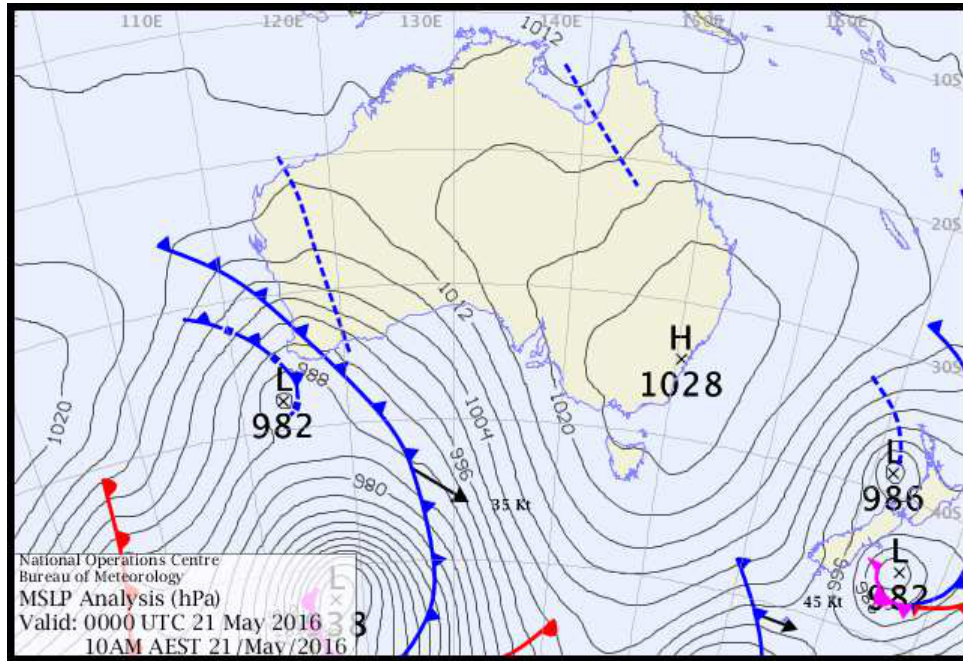 110E
120E
130E
140E
150E
160E
1012
10S
20S
1012
H
1028
30S
988
L
982
1020
1004
1020
996
L
986
980
35 Kt
40S
L
982
996
45 Kt
L
National Operations Centre
Bureau of Meteorology
MSLP Analysis (hPa)
Valid: 0000 UTC 21 May 2016
10AM AEST 21/May/2016